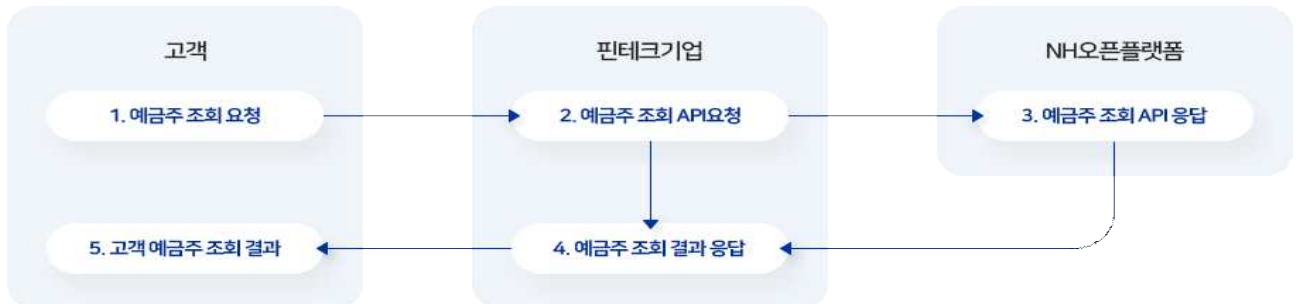 고객
핀테크기업
NH오픈플랫폼
1. 예금주 조회 요청
2. 예금주 조회 API요청
3. 예금주 조회 API 응답
5. 고객 예금주 조회 결과
4. 예금주 조회 결과 응답